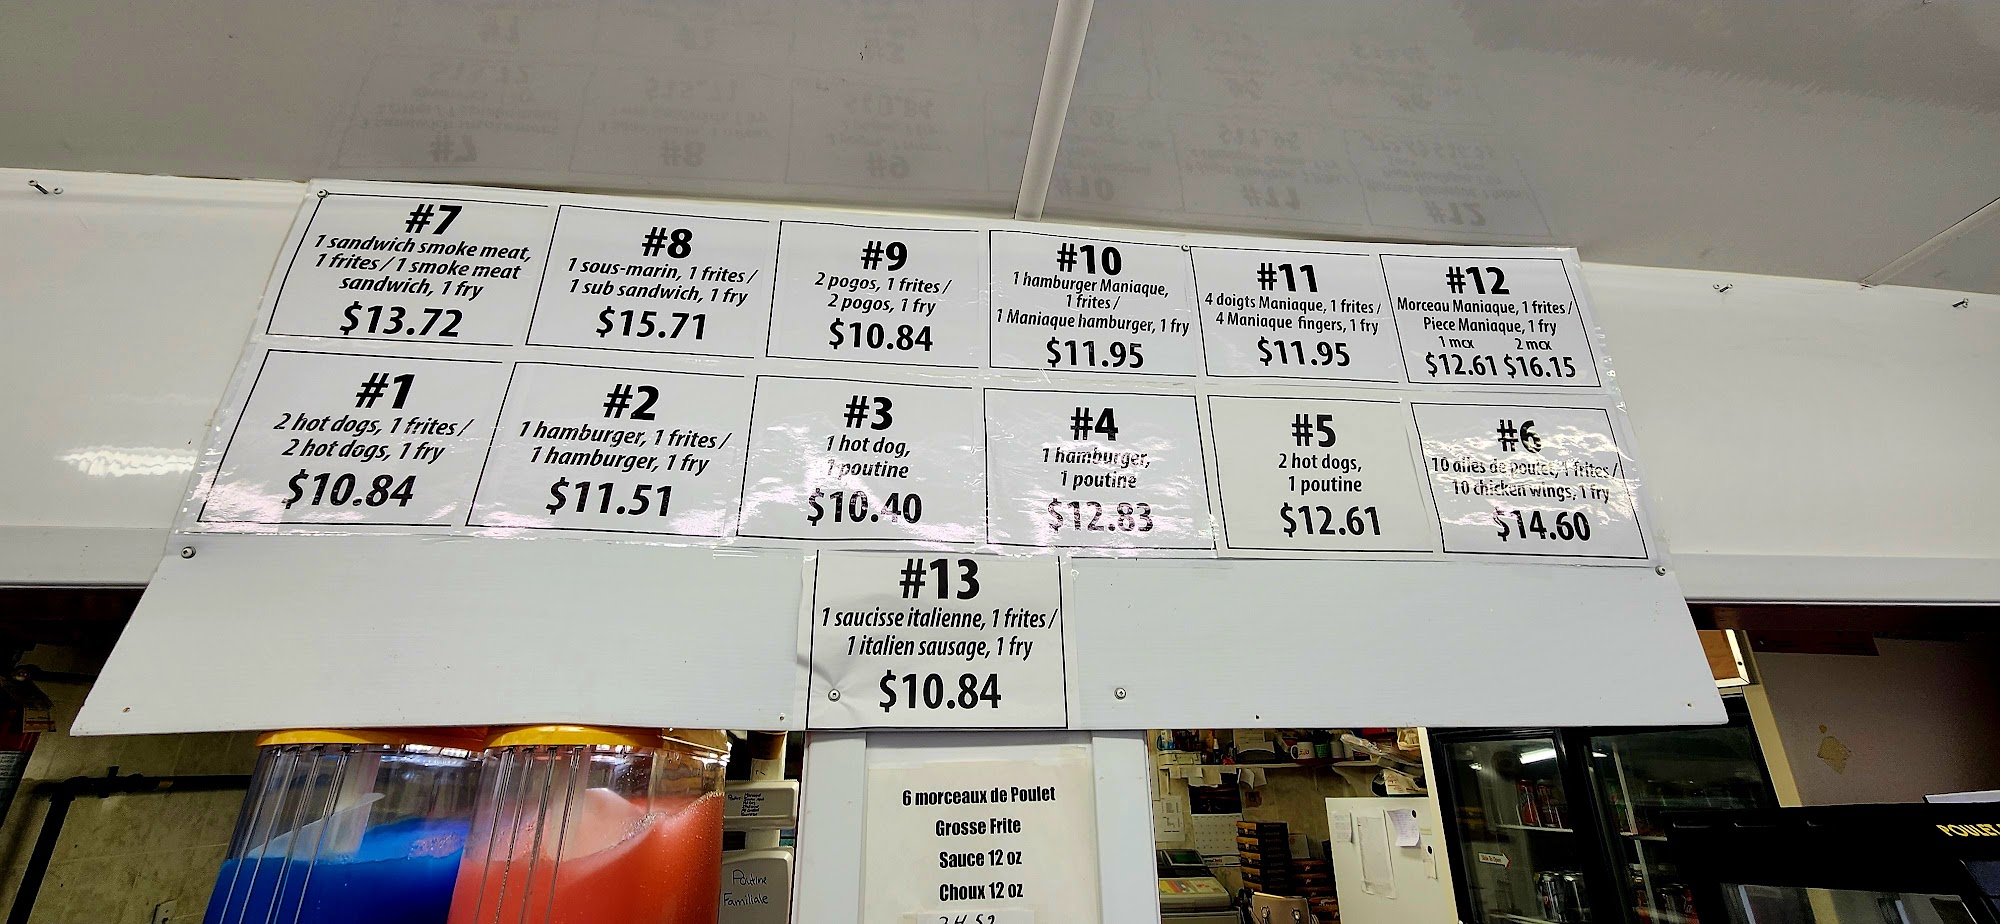 #7
1 sandwich smoke meat,
1 frites / 1 smoke meat
sandwich, 1 fry
$13.72
#8
1 sous-marin, 1 frites /
1 sub sandwich, 1 fry
$15.71
#9
2 pogos, 1 frites /
2 pogos, 1 fry
$10.84
#10
1 hamburger Maniaque,
1 frites /
1 Maniaque hamburger, 1 fry
$11.95
#11
4 doigts Maniaque, 1 frites /
4 Maniaque fingers, 1 fry
$11.95
#12
Morceau Maniaque, 1 frites /
Piece Maniaque, 1 fry
1 mcx 2 mcx
$12.61 $16.15
#1
2 hot dogs, 1 frites /
2 hot dogs, 1 fry
$10.84
#2
1 hamburger, 1 frites /
1 hamburger, 1 fry
$11.51
#3
1 hot dog,
1 poutine
$10.40
#4
1 hamburger,
1 poutine
$12.83
#5
2 hot dogs,
1 poutine
$12.61
#6
10 ailes de poulet, 1 frites /
10 chicken wings, 1 fry
$14.60
#13
1 saucisse italienne, 1 frites /
1 italien sausage, 1 fry
$10.84
6 morceaux de Poulet
Grosse Frite
Sauce 12 oz
Choux 12 oz
Poutine
Familiale
POULET